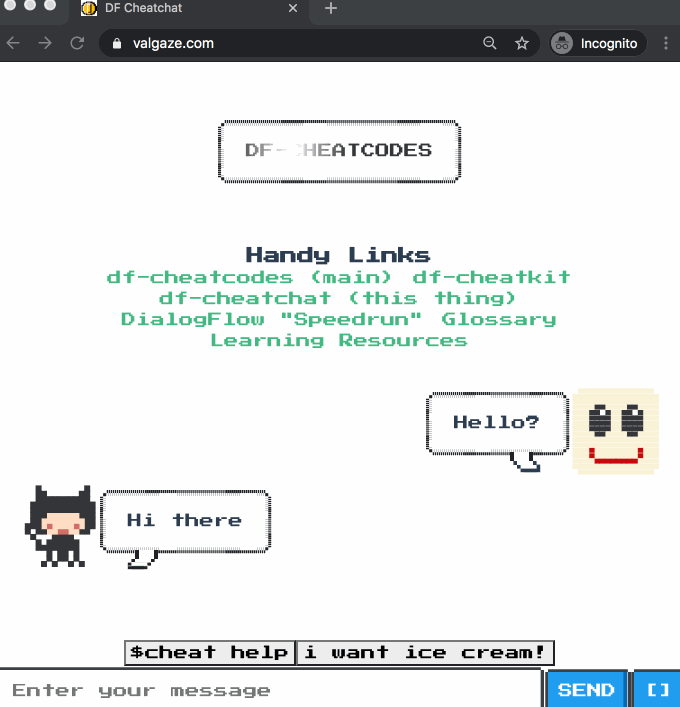 DF Cheatchat
valgaze.com
Incognito
DF-CHEATCODES
Handy Links
df-cheatcodes (main) df-cheatkit
df-cheatchat (this thing)
DialogFlow "Speedrun" Glossary
Learning Resources
Hello?
Hi there
$cheat help i want ice cream!
Enter your message SEND []